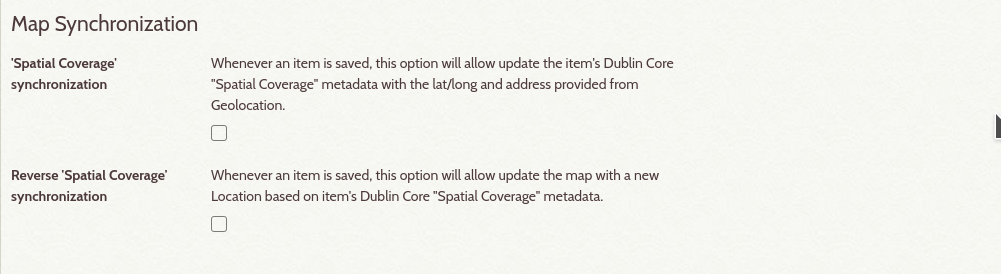 Map Synchronization
'Spatial Coverage' synchronization
Whenever an item is saved, this option will allow update the item's Dublin Core
"Spatial Coverage" metadata with the lat/long and address provided from
Geolocation.
Reverse 'Spatial Coverage' synchronization
Whenever an item is saved, this option will allow update the map with a new
Location based on item's Dublin Core "Spatial Coverage" metadata.